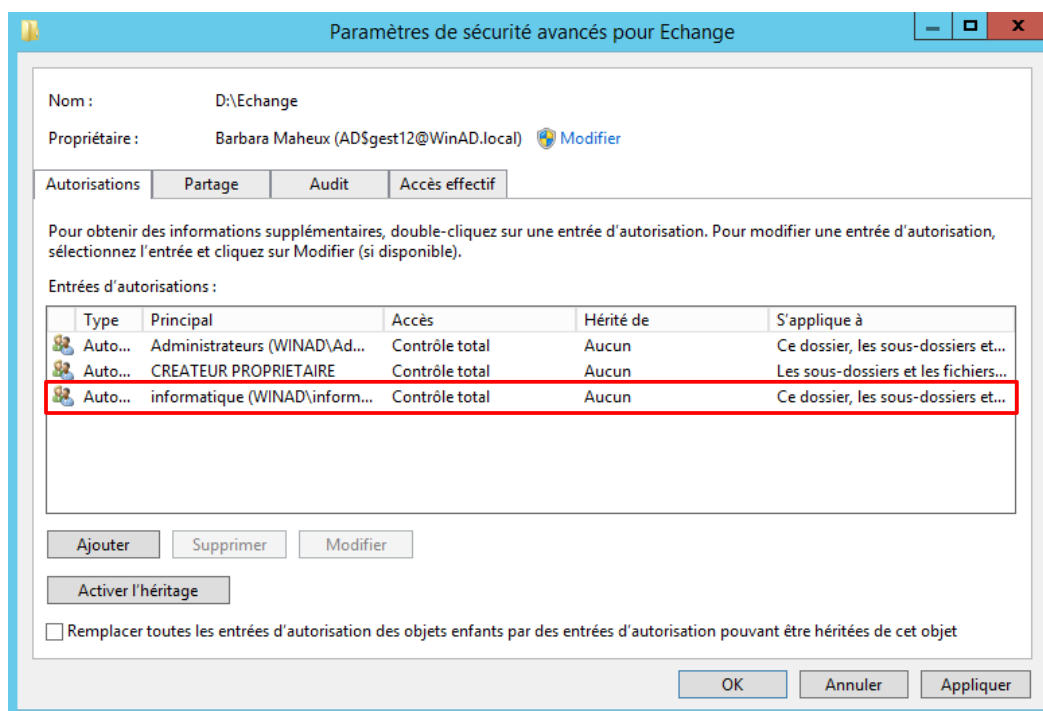 Paramètres de sécurité avancés pour Echange
Nom : D:\Echange
Propriétaire : Barbara Maheux (AD$gest12@WinAD.local) Modifier
Autorisations Partage Audit Accès effectif
Pour obtenir des informations supplémentaires, double-cliquez sur une entrée d'autorisation. Pour modifier une entrée d'autorisation,
sélectionnez l'entrée et cliquez sur Modifier (si disponible).
Entrées d'autorisations :
Type Principal Accès Hérité de S'applique à
Auto... Administrateurs (WINAD\Ad... Contrôle total Aucun Ce dossier, les sous-dossiers et...
Auto... CREATEUR PROPRIETAIRE Contrôle total Aucun Les sous-dossiers et les fichiers...
Auto... informatique (WINAD\inform... Contrôle total Aucun Ce dossier, les sous-dossiers et...
Ajouter Supprimer Modifier
Activer l'héritage
Remplacer toutes les entrées d'autorisation des objets enfants par des entrées d'autorisation pouvant être héritées de cet objet
OK Annuler Appliquer